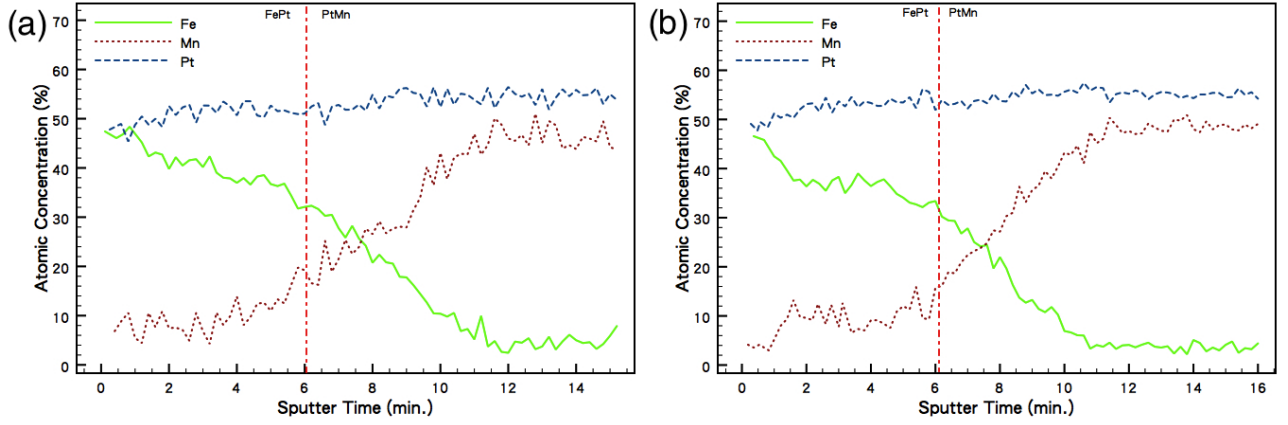 (a)
FePt PtMn
Fe
Mn
Pt
70
60
50
40
30
20
10
0
Atomic Concentration (%)
0 2 4 6 8 10 12 14
Sputter Time (min.)
(b)
FePt PtMn
Fe
Mn
Pt
70
60
50
40
30
20
10
0
Atomic Concentration (%)
0 2 4 6 8 10 12 14 16
Sputter Time (min.)